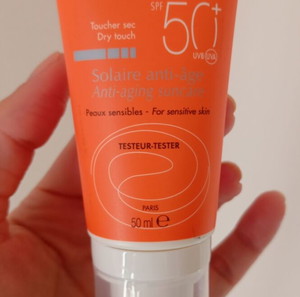 Toucher sec
Dry touch
SPF 50+
UVB UVA
Solaire anti-âge
Anti-aging suncare
Peaux sensibles - For sensitive skin
TESTEUR-TESTER
PARIS
50 ml e